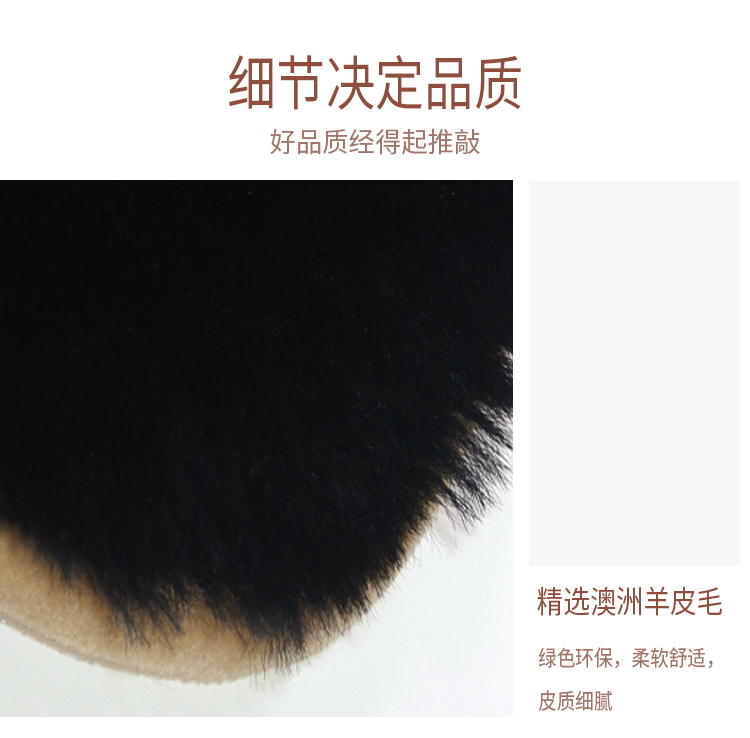 细节决定品质
好品质经得起推敲
精选澳洲羊皮毛
绿色环保，柔软舒适，
皮质细腻